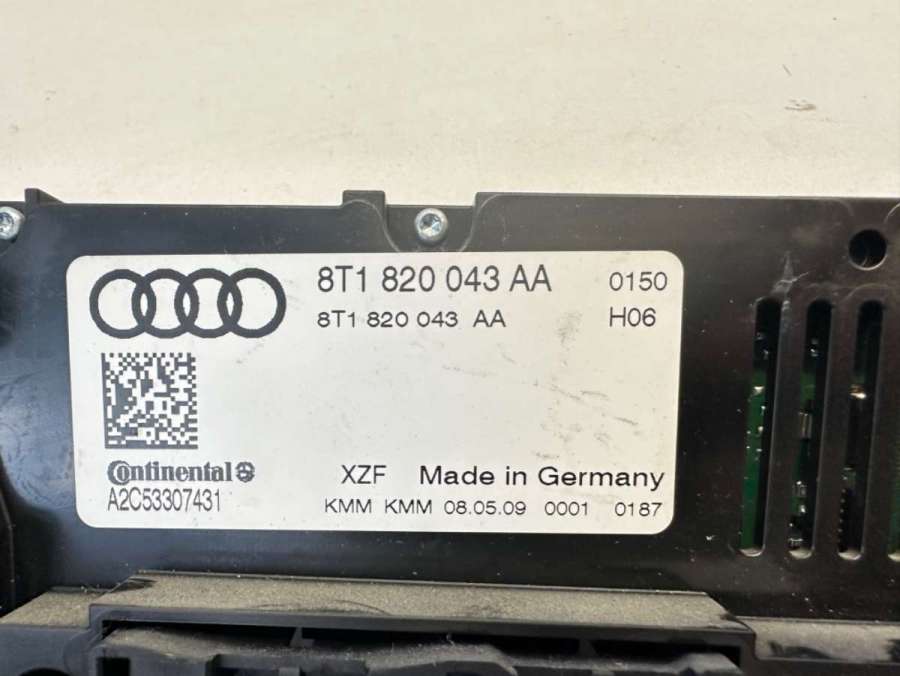 8T1 820 043 AA 0150
8T1 820 043 AA H06
Continental
A2C53307431
XZF Made in Germany
KMM KMM 08.05.09 0001 0187